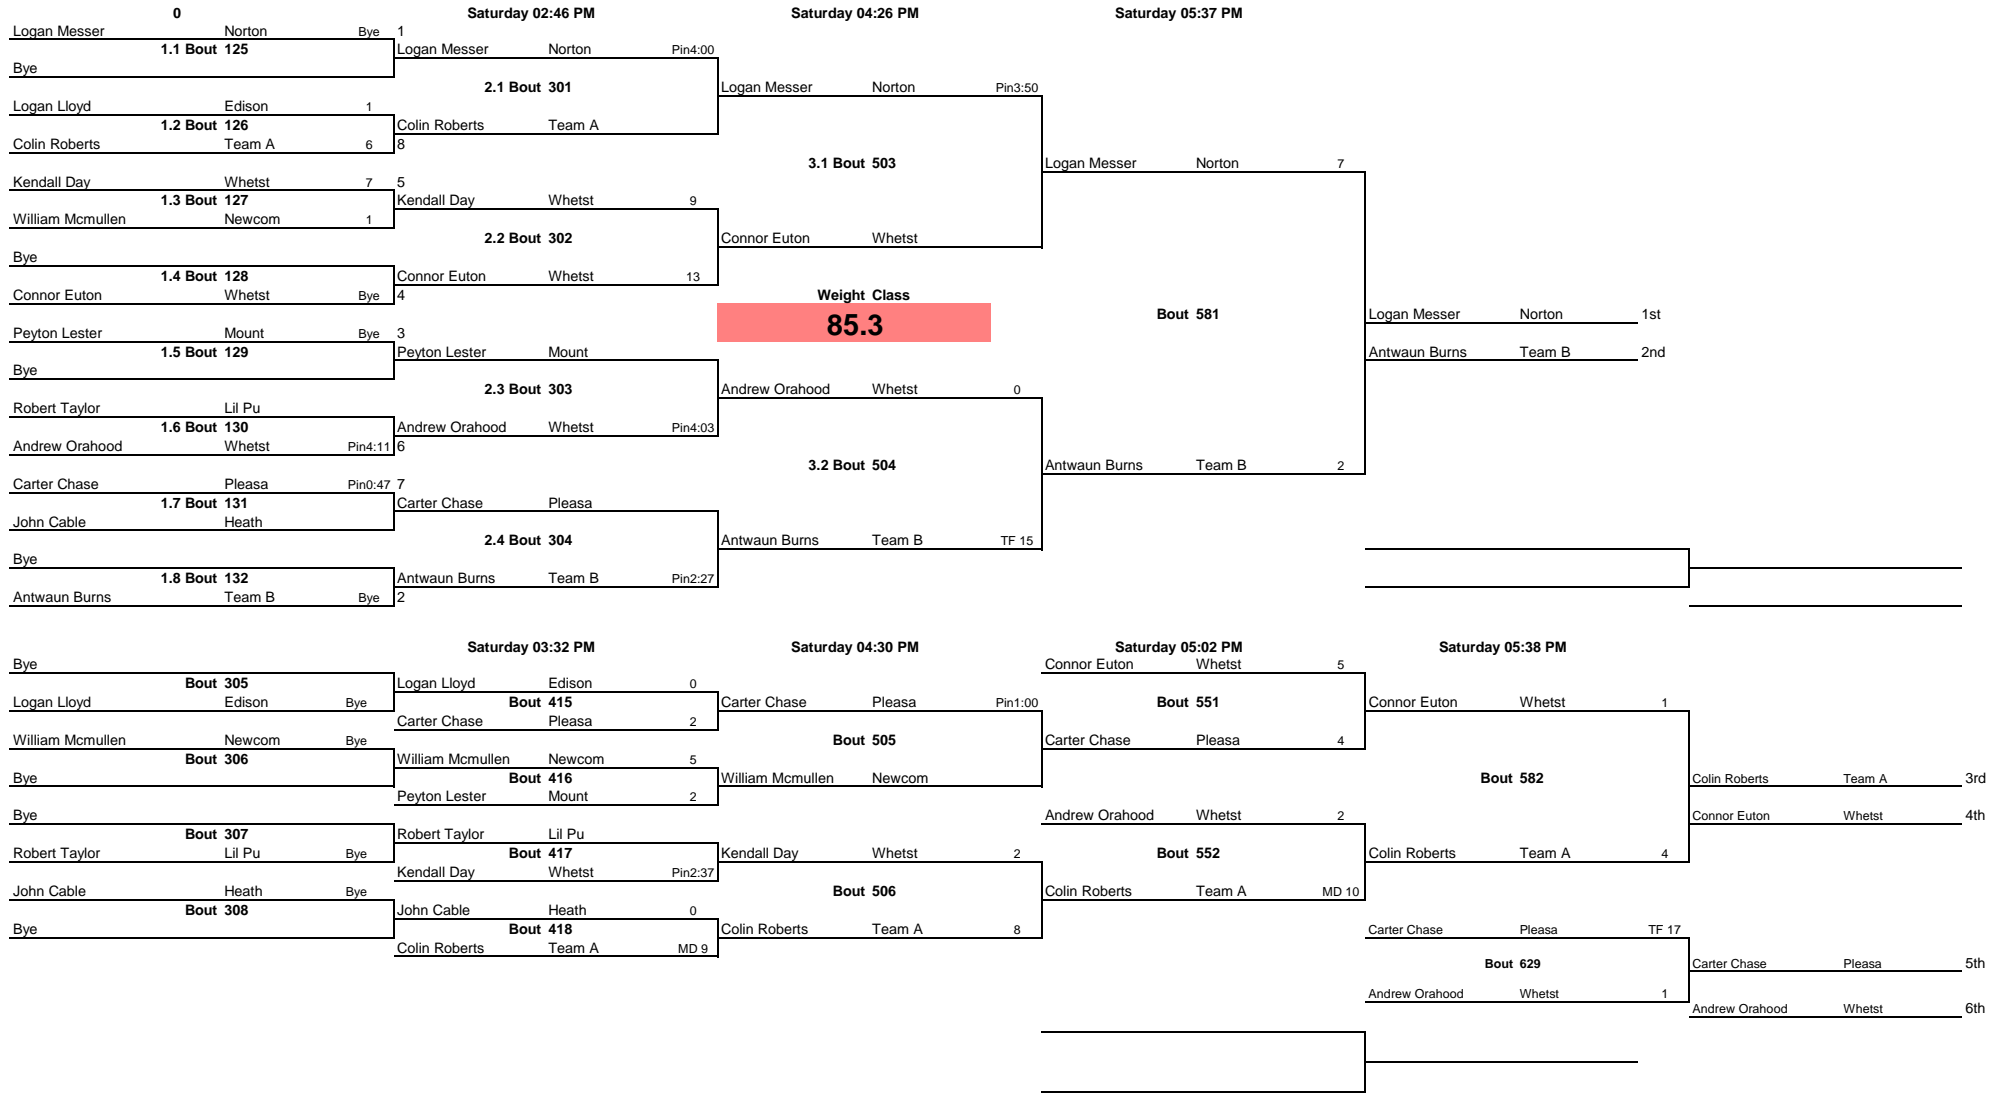 0 Saturday 02:46 PM Saturday 04:26 PM Saturday 05:37 PM
Logan Messer Norton Bye 1
1.1 Bout 125 Logan Messer Norton Pin4:00
Bye
2.1 Bout 301 Logan Messer Norton Pin3:50
Logan Lloyd Edison 1
1.2 Bout 126 Colin Roberts Team A
Colin Roberts Team A 6 8
3.1 Bout 503 Logan Messer Norton 7
Kendall Day Whetst 7 5
1.3 Bout 127 Kendall Day Whetst 9
William Mcmullen Newcom 1
2.2 Bout 302 Connor Euton Whetst
Bye
1.4 Bout 128 Connor Euton Whetst 13
Connor Euton Whetst Bye 4 Weight Class
Bout 581 Logan Messer Norton 1st
85.3
Peyton Lester Mount Bye 3
1.5 Bout 129 Peyton Lester Mount Antwaun Burns Team B 2nd
Bye
2.3 Bout 303 Andrew Orahood Whetst 0
Robert Taylor Lil Pu
1.6 Bout 130 Andrew Orahood Whetst Pin4:03
Andrew Orahood Whetst Pin4:11 6
3.2 Bout 504 Antwaun Burns Team B 2
Carter Chase Pleasa Pin0:47 7
1.7 Bout 131 Carter Chase Pleasa
John Cable Heath
2.4 Bout 304 Antwaun Burns Team B TF 15
Bye
1.8 Bout 132 Antwaun Burns Team B Pin2:27
Antwaun Burns Team B Bye 2
Saturday 03:32 PM Saturday 04:30 PM Saturday 05:02 PM Saturday 05:38 PM
Bye Connor Euton Whetst 5
Bout 305 Logan Lloyd Edison 0
Logan Lloyd Edison Bye Bout 415 Carter Chase Pleasa Pin1:00 Bout 551 Connor Euton Whetst 1
Carter Chase Pleasa 2
William Mcmullen Newcom Bye Bout 505 Carter Chase Pleasa 4
Bout 306 William Mcmullen Newcom 5
Bye Bout 416 William Mcmullen Newcom Bout 582 Colin Roberts Team A 3rd
Peyton Lester Mount 2
Bye Andrew Orahood Whetst 2 Connor Euton Whetst 4th
Bout 307 Robert Taylor Lil Pu
Robert Taylor Lil Pu Bye Bout 417 Kendall Day Whetst 2 Bout 552 Colin Roberts Team A 4
Kendall Day Whetst Pin2:37
John Cable Heath Bye Bout 506 Colin Roberts Team A MD 10
Bout 308 John Cable Heath 0
Bye Bout 418 Colin Roberts Team A 8 Carter Chase Pleasa TF 17
Colin Roberts Team A MD 9
Bout 629 Carter Chase Pleasa 5th
Andrew Orahood Whetst 1
Andrew Orahood Whetst 6th